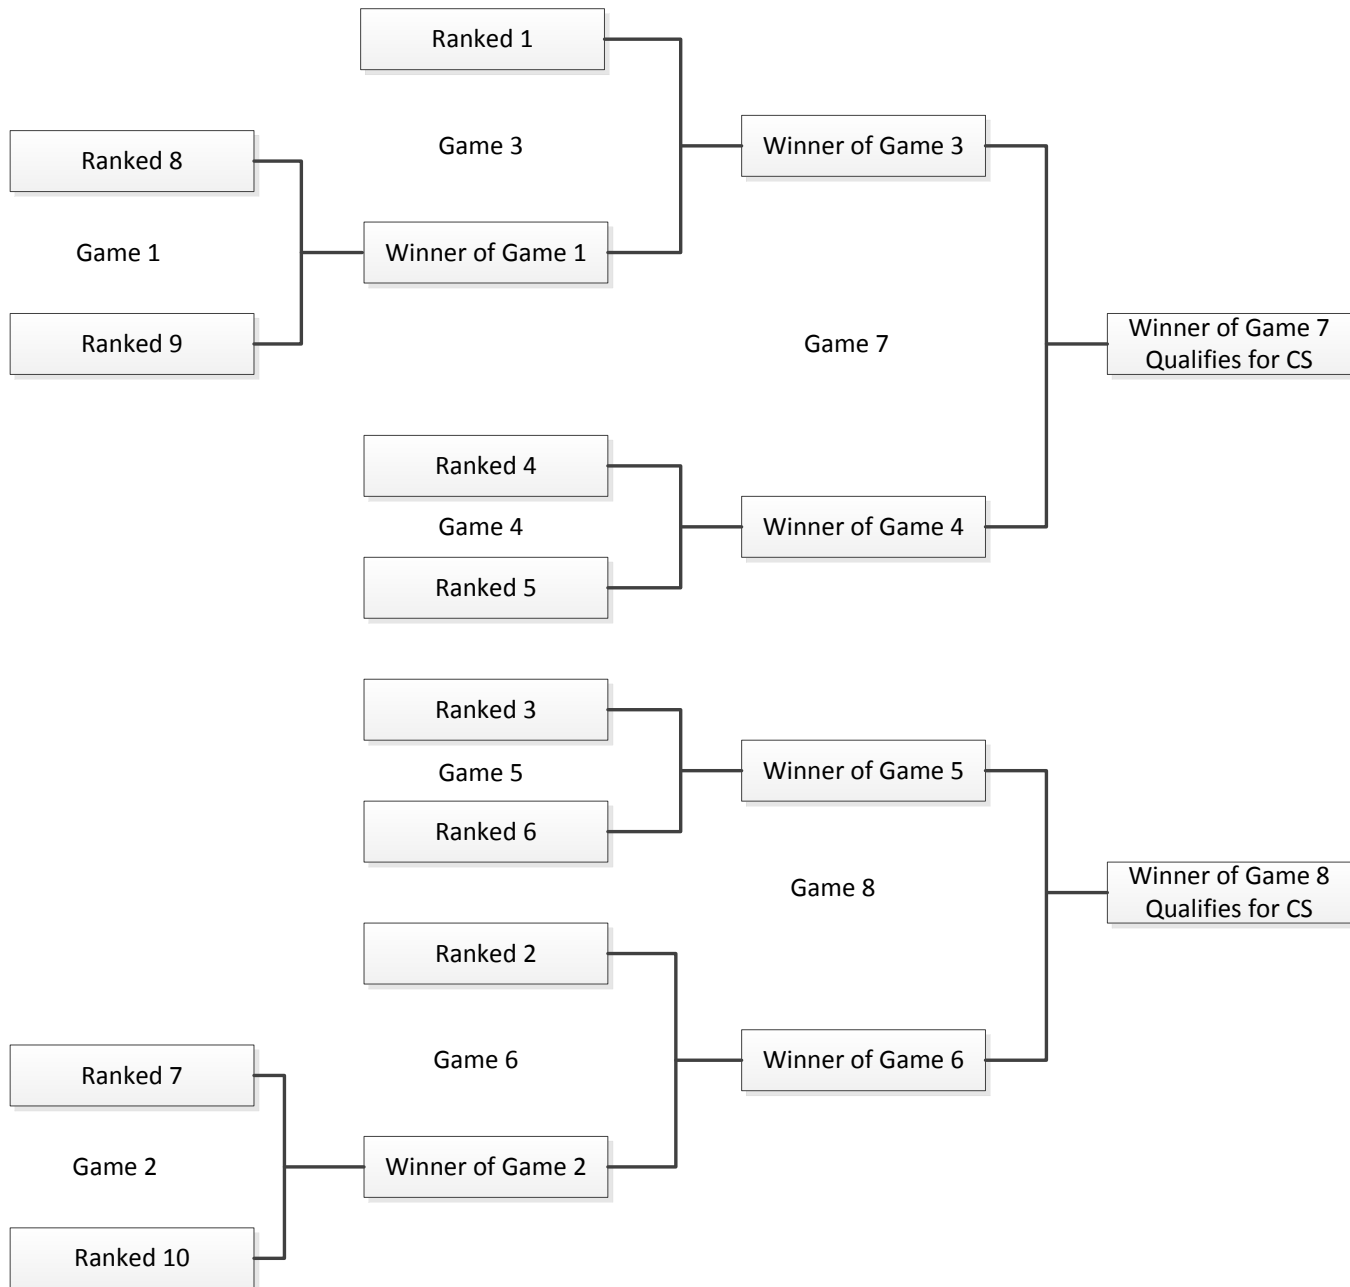 Ranked 1
Game 3
Winner of Game 3
Ranked 8
Game 1
Winner of Game 1
Ranked 9
Game 7
Winner of Game 7
Qualifies for CS
Ranked 4
Game 4
Winner of Game 4
Ranked 5
Ranked 3
Game 5
Winner of Game 5
Ranked 6
Game 8
Winner of Game 8
Qualifies for CS
Ranked 2
Game 6
Winner of Game 6
Ranked 7
Game 2
Winner of Game 2
Ranked 10